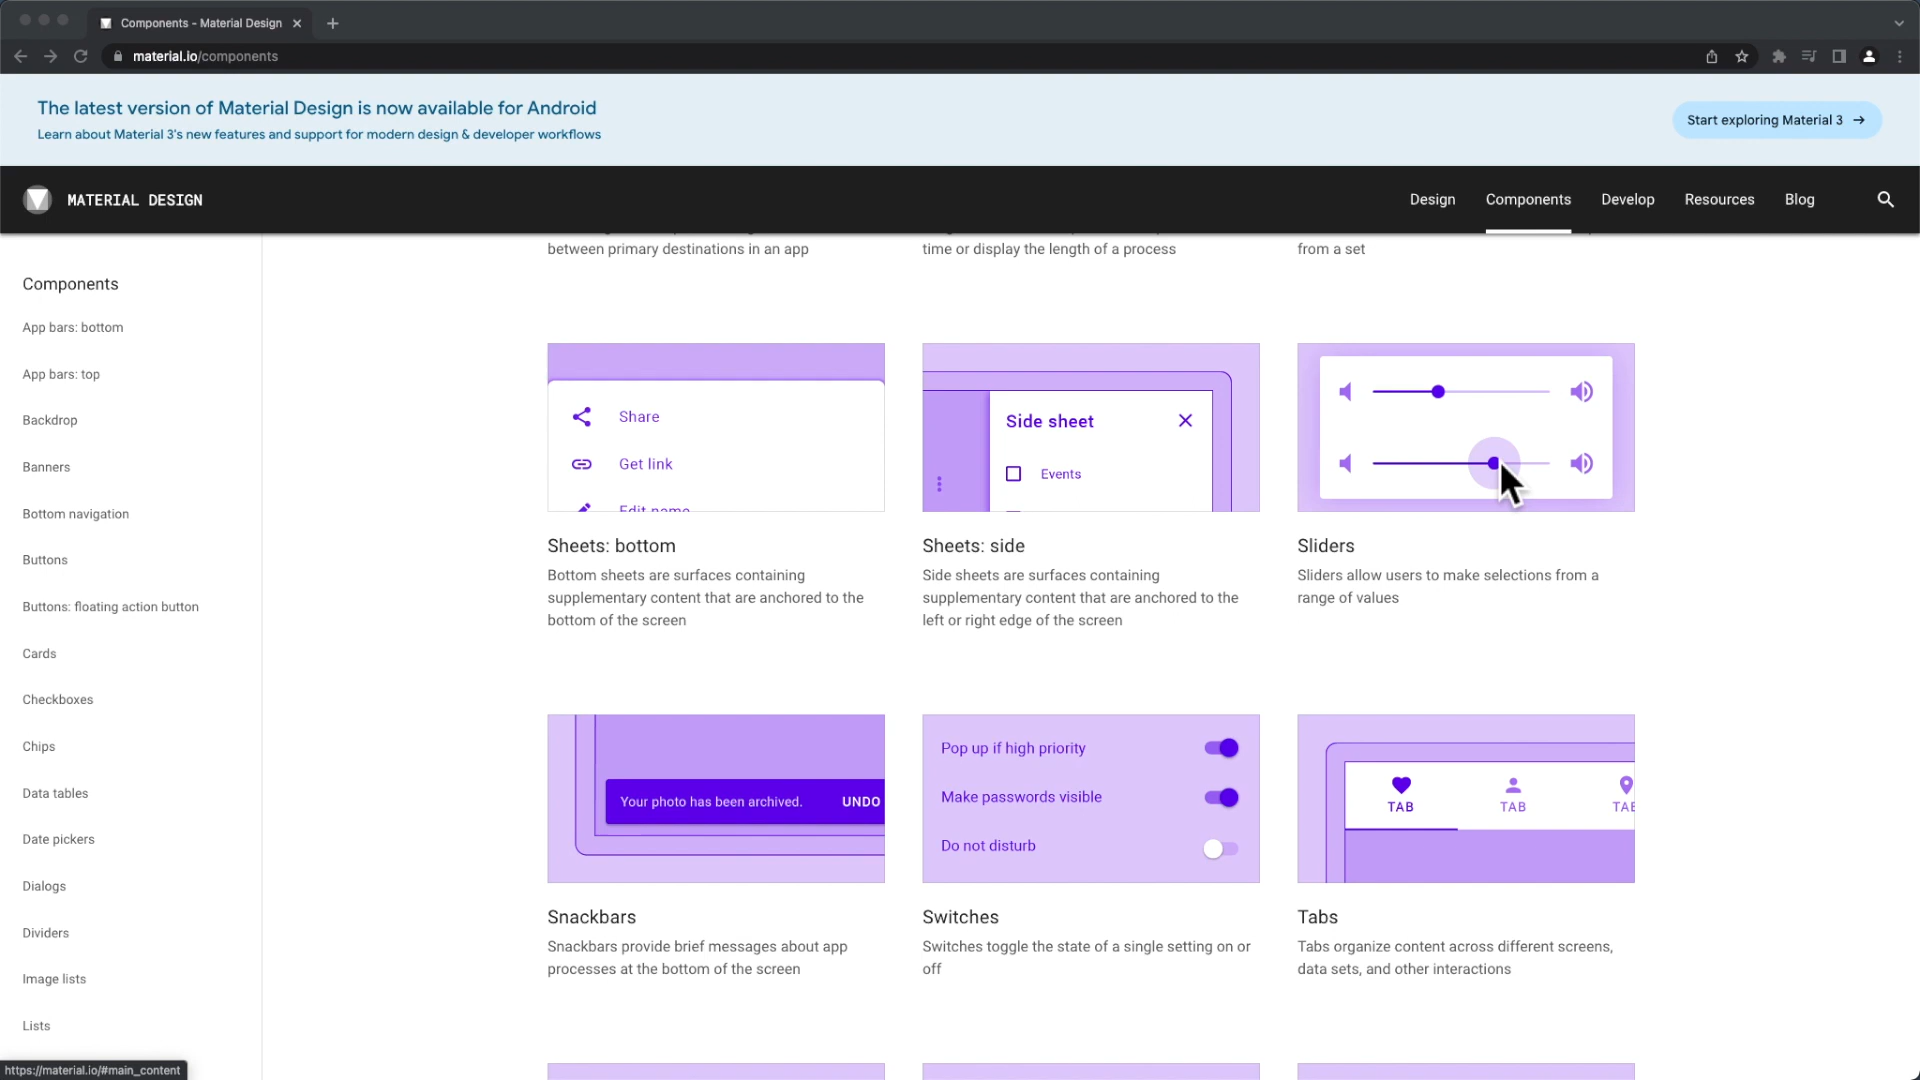 Components - Material Design
material.io/components
The latest version of Material Design is now available for Android
Learn about Material 3's new features and support for modern design & developer workflows
Start exploring Material 3
MATERIAL DESIGN
Design
Components
Develop
Resources
Blog
Components
App bars: bottom
App bars: top
Backdrop
Banners
Bottom navigation
Buttons
Buttons: floating action button
Cards
Checkboxes
Chips
Data tables
Date pickers
Dialogs
Dividers
Image lists
Lists
https://material.io/#main_content
between primary destinations in an app
time or display the length of a process
from a set
Share
Get link
Edit name
Sheets: bottom
Bottom sheets are surfaces containing
supplementary content that are anchored to the
bottom of the screen
Side sheet
Events
Sheets: side
Side sheets are surfaces containing
supplementary content that are anchored to the
left or right edge of the screen
Sliders
Sliders allow users to make selections from a
range of values
Your photo has been archived. UNDO
Snackbars
Snackbars provide brief messages about app
processes at the bottom of the screen
Pop up if high priority
Make passwords visible
Do not disturb
Switches
Switches toggle the state of a single setting on or
off
TAB
TAB
Tabs
Tabs organize content across different screens,
data sets, and other interactions